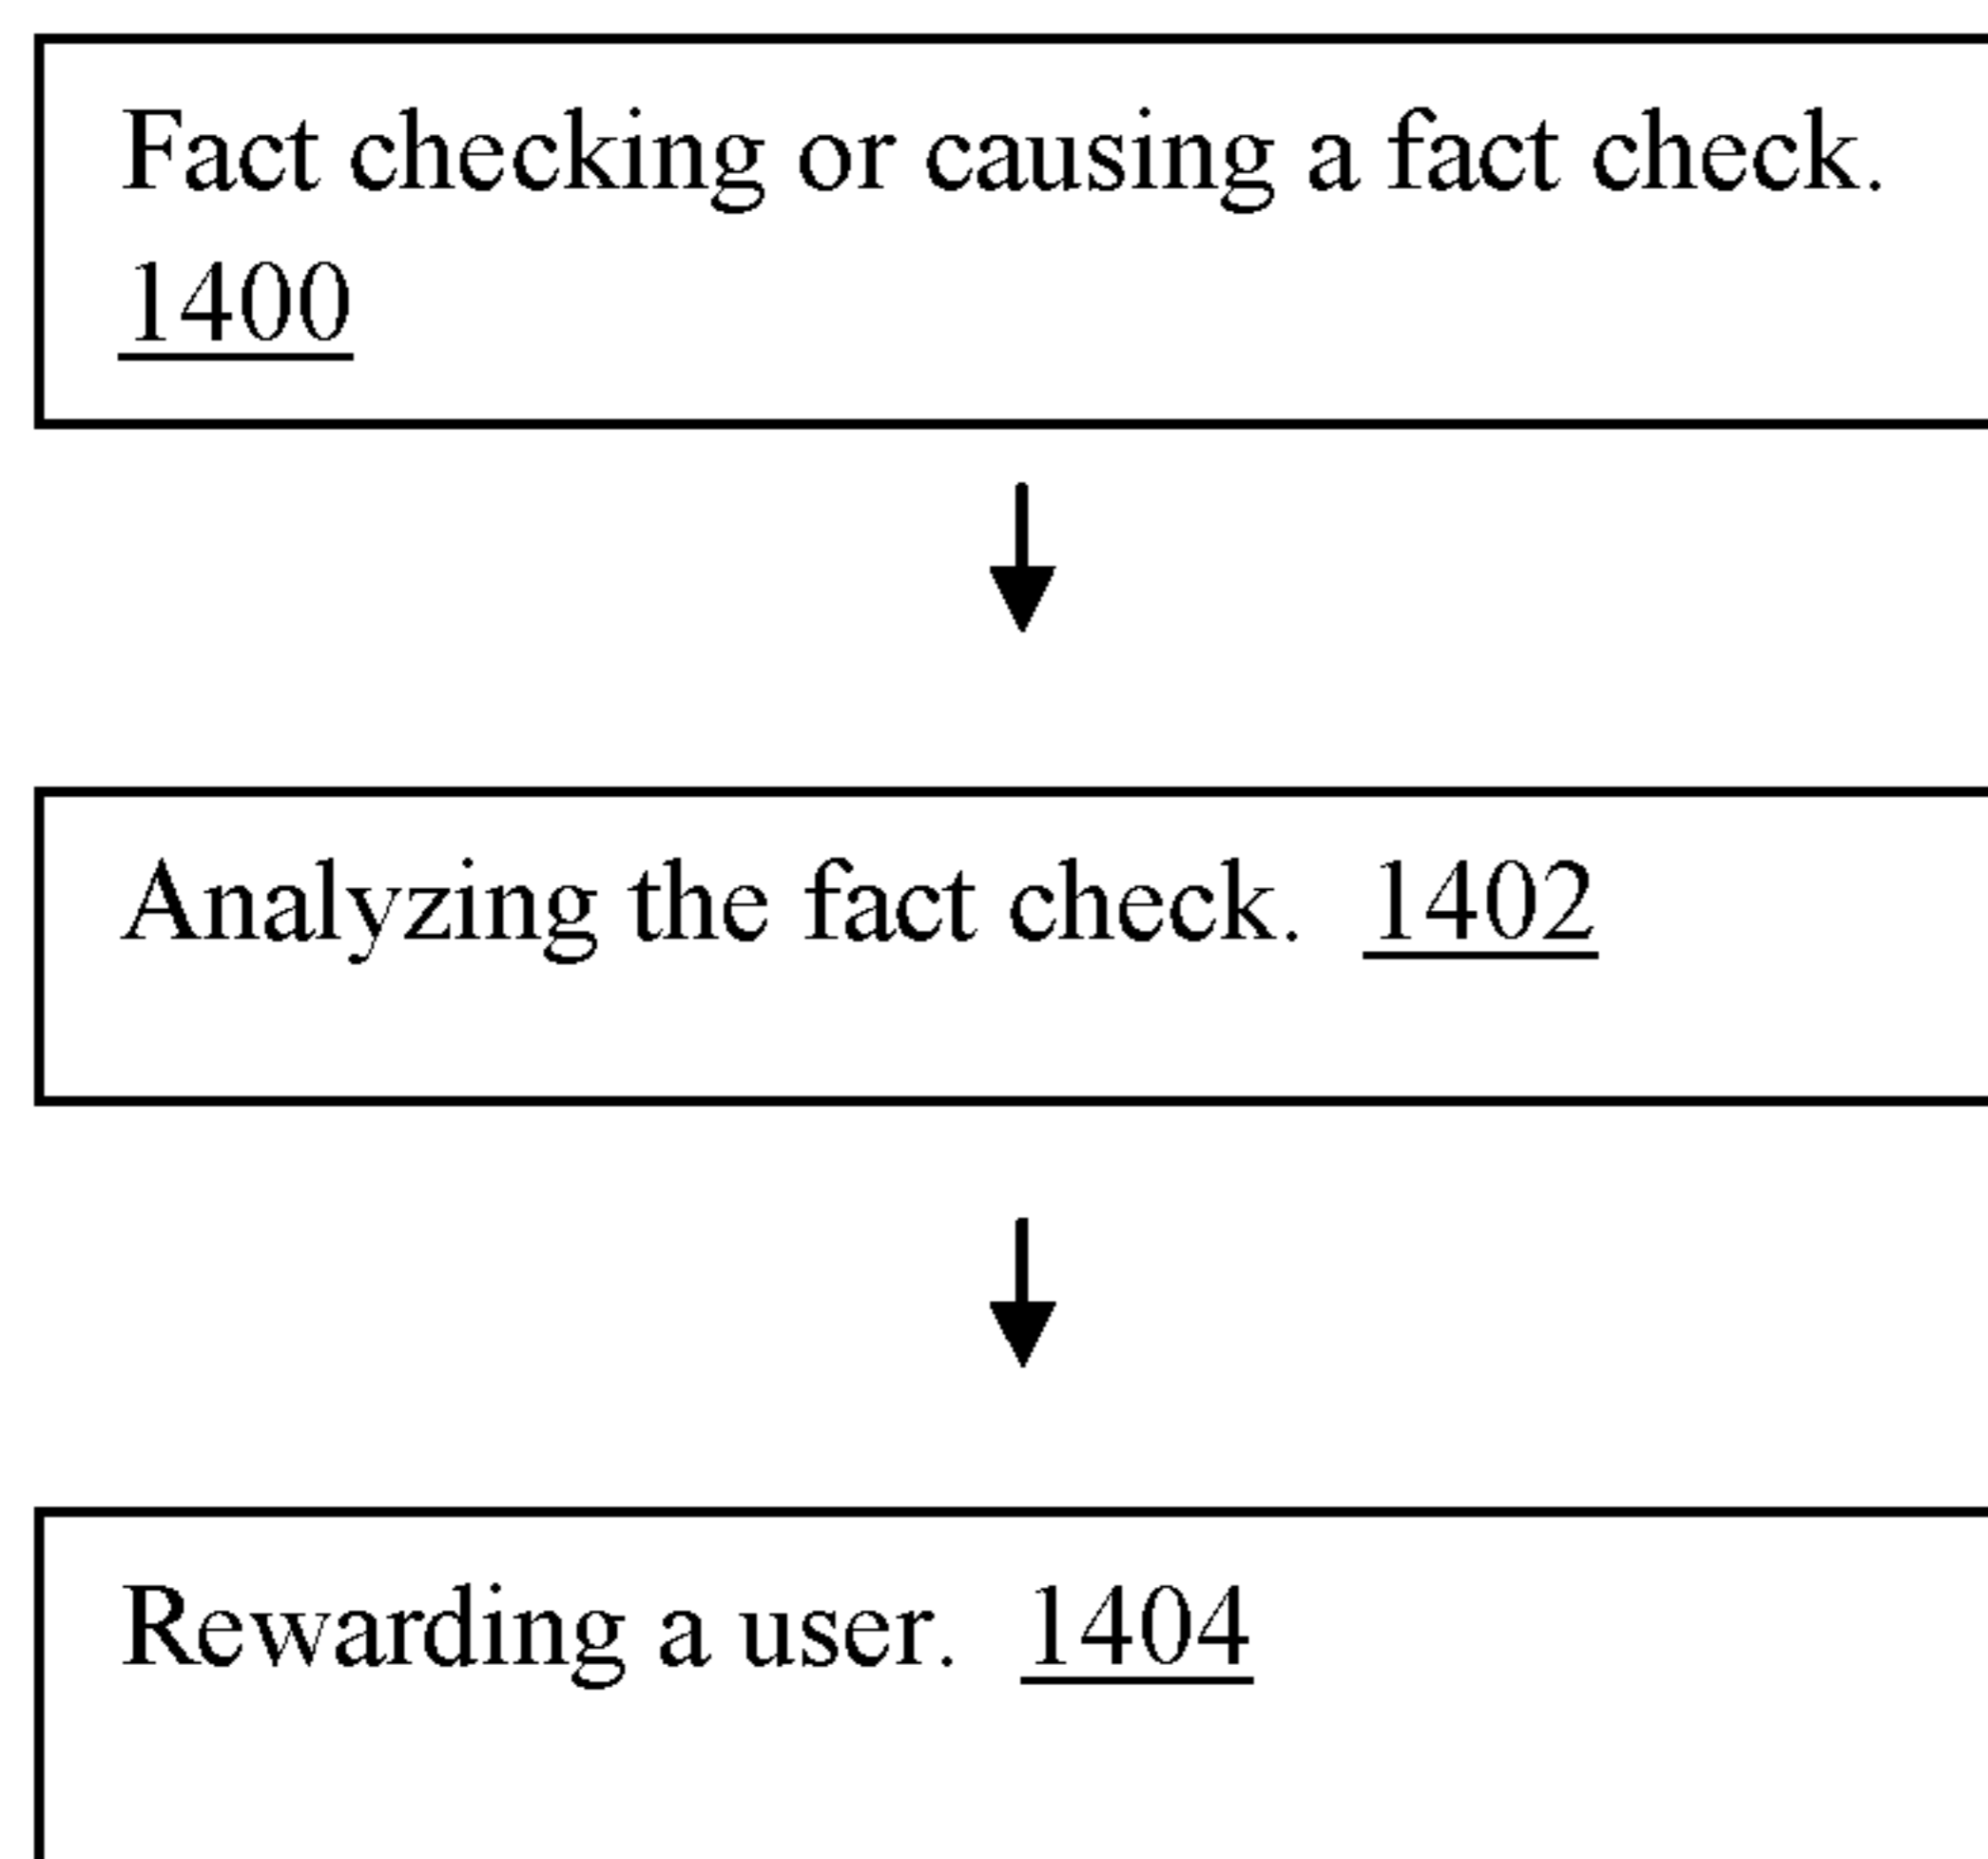 Fact checking or causing a fact check.
1400
Analyzing the fact check. 1402
Rewarding a user. 1404